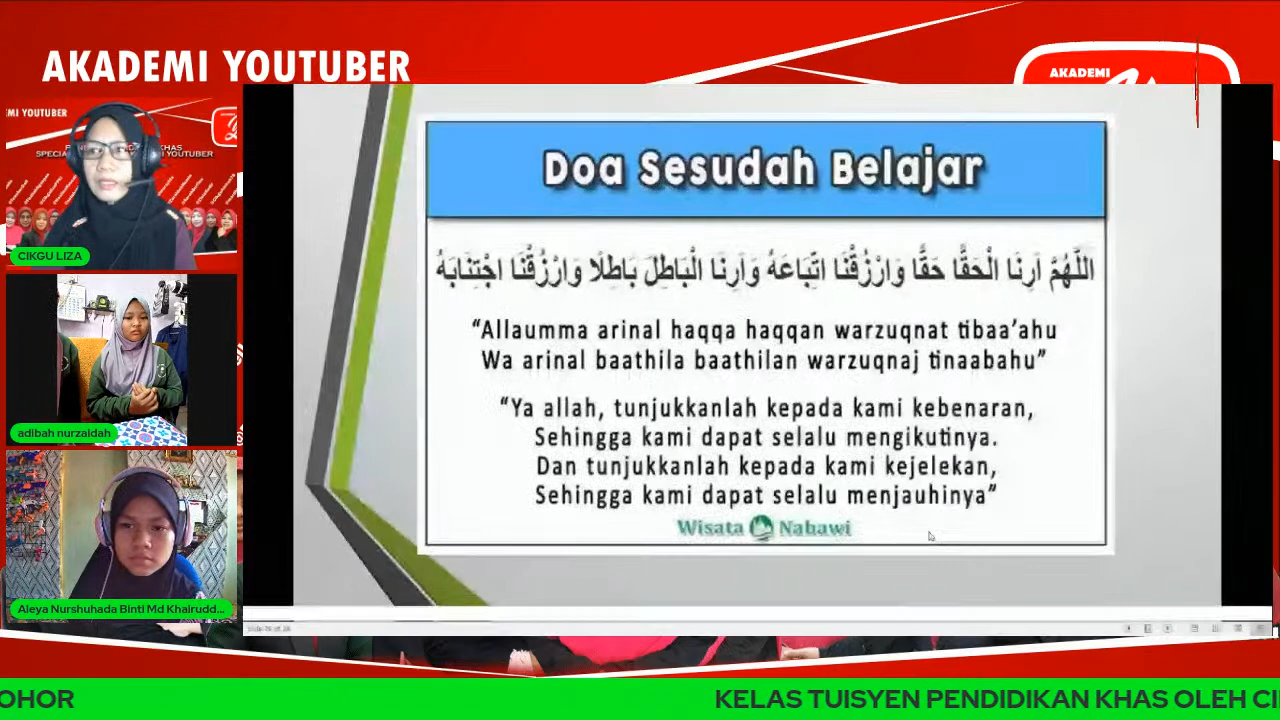 AKADEMI YOUTUBER
AKADEMI
MI YOUTUBER
CIKGU LIZA
adibah nurzaidah
Aleya Nurshuhada Binti Md Khairudd...
Doa Sesudah Belajar
اللَّهُمَّ اَرِنَا الْحَقَّا حَقَّا وَارْزُقْنَا اتِّبَاعَهُ وَاَرِنَا الْبَاطِلَ بَاطِلًا وَارْزُقْنَا اجْتِنَابَهُ
“Allaumma arinal haqqa haqqan warzuqnat tibaa’ahu
Wa arinal baathila baathilan warzuqnaj tinaabahu”
“Ya allah, tunjukkanlah kepada kami kebenaran,
Sehingga kami dapat selalu mengikutinya.
Dan tunjukkanlah kepada kami kejelekan,
Sehingga kami dapat selalu menjauhinya”
Wisata Nabawi
OHOR
KELAS TUISYEN PENDIDIKAN KHAS OLEH CI